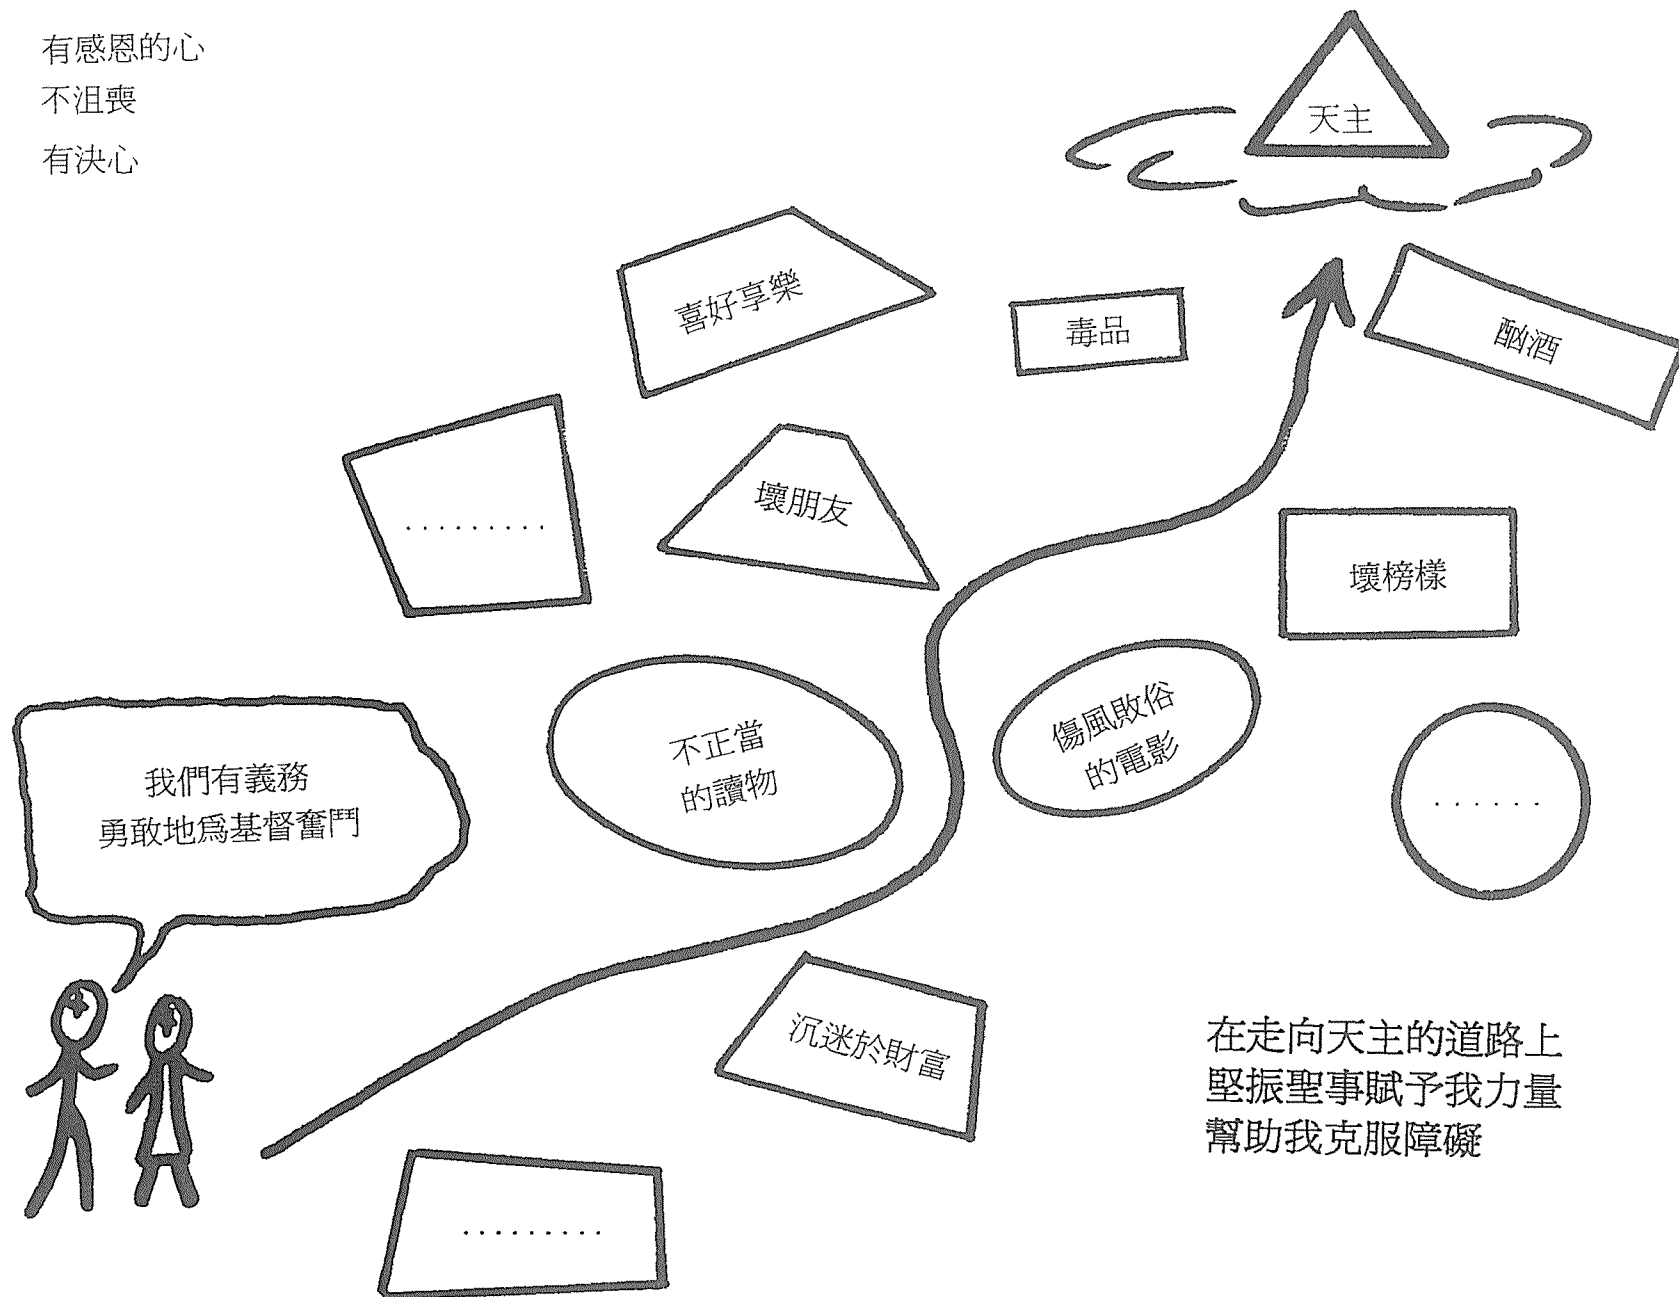 有感恩的心
不沮喪
有決心
天主
喜好享樂
毒品
酗酒
.........
壞朋友
壞榜樣
不正當
的讀物
傷風敗俗
的電影
......
我們有義務
勇敢地爲基督奮鬥
沉迷於財富
在走向天主的道路上
堅振聖事賦予我力量
幫助我克服障礙
.........